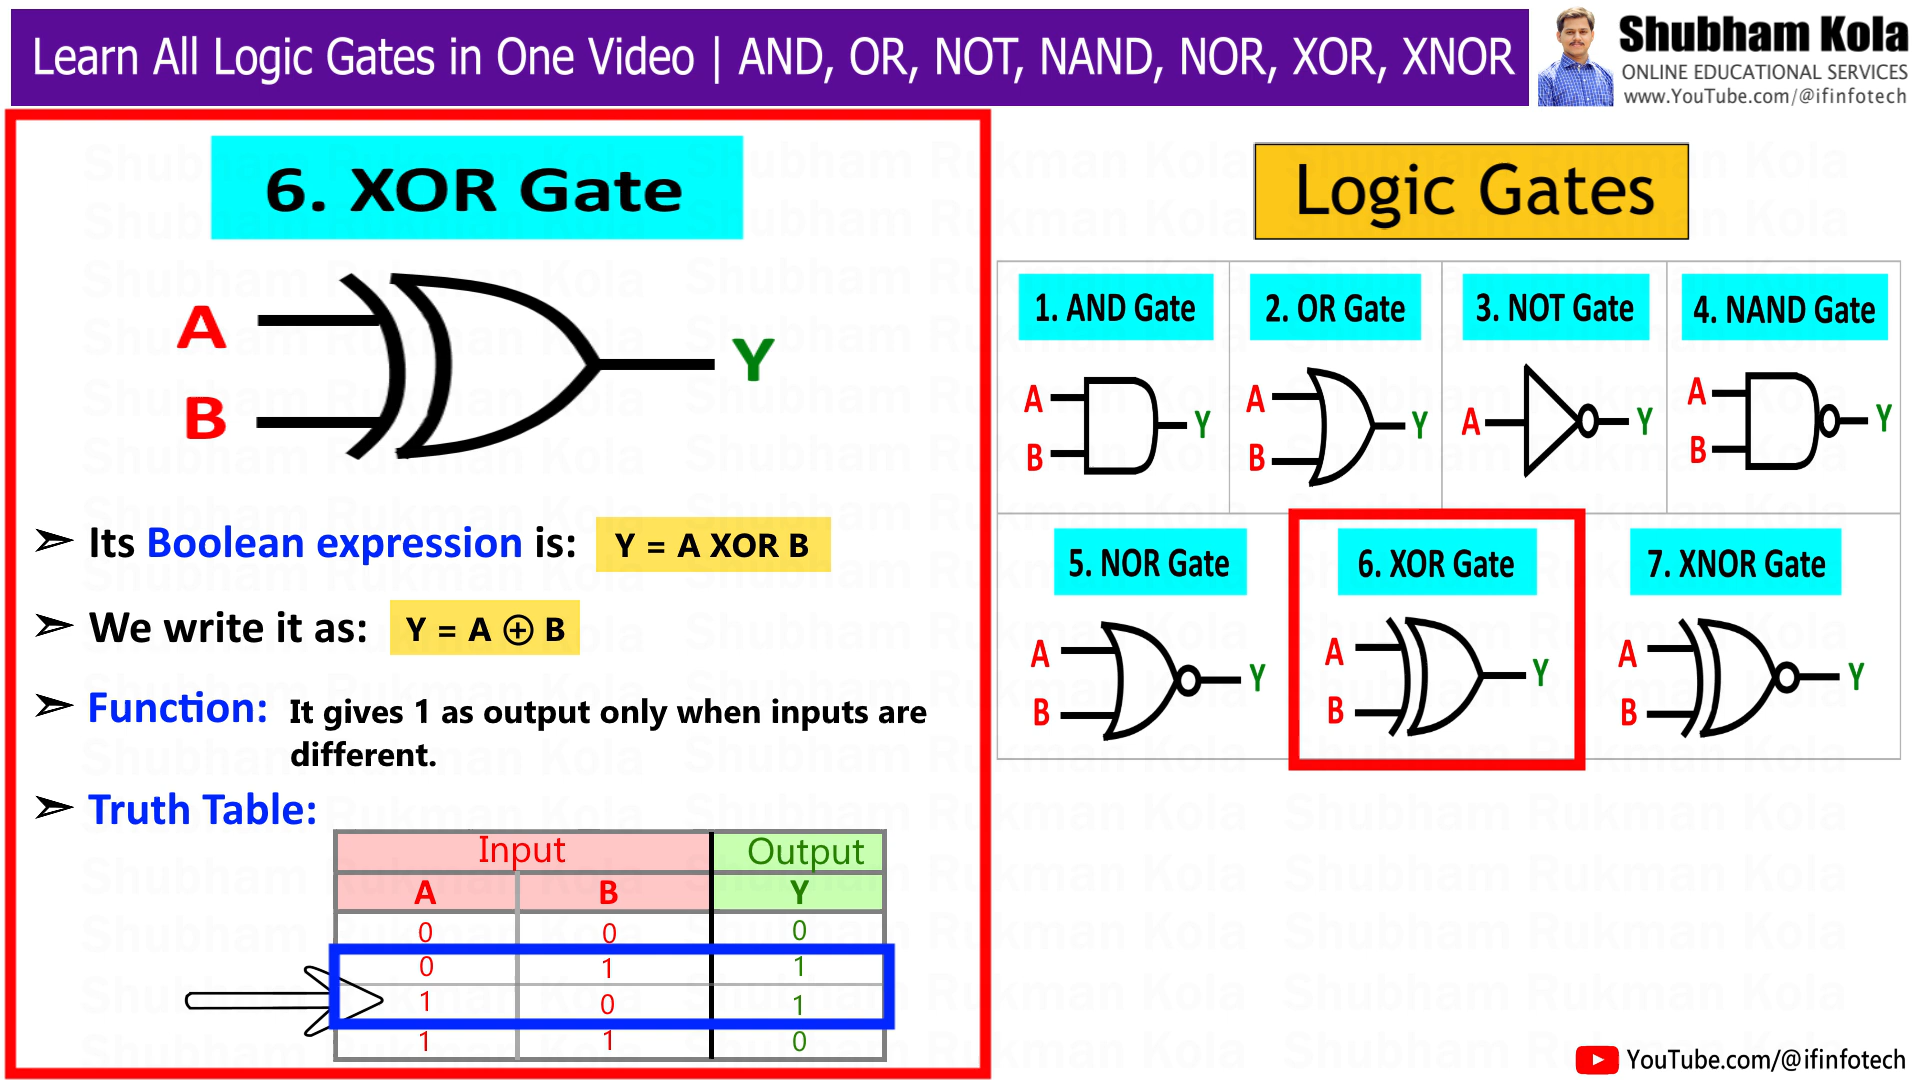 Learn All Logic Gates in One Video | AND, OR, NOT, NAND, NOR, XOR, XNOR
Shubham Kola
ONLINE EDUCATIONAL SERVICES
www.YouTube.com/@ifinfotech
6. XOR Gate
A
B
Y
➢ Its Boolean expression is: Y = A XOR B
➢ We write it as: Y = A ⊕ B
➢ Function: It gives 1 as output only when inputs are
different.
➢ Truth Table:
Input Output
A B Y
0 0 0
0 1 1
1 0 1
1 1 0
Logic Gates
1. AND Gate 2. OR Gate 3. NOT Gate 4. NAND Gate
A B Y A B Y A Y A B Y
5. NOR Gate 6. XOR Gate 7. XNOR Gate
A B Y A B Y A B Y
YouTube.com/@ifinfotech
Shubham Rukman Kola